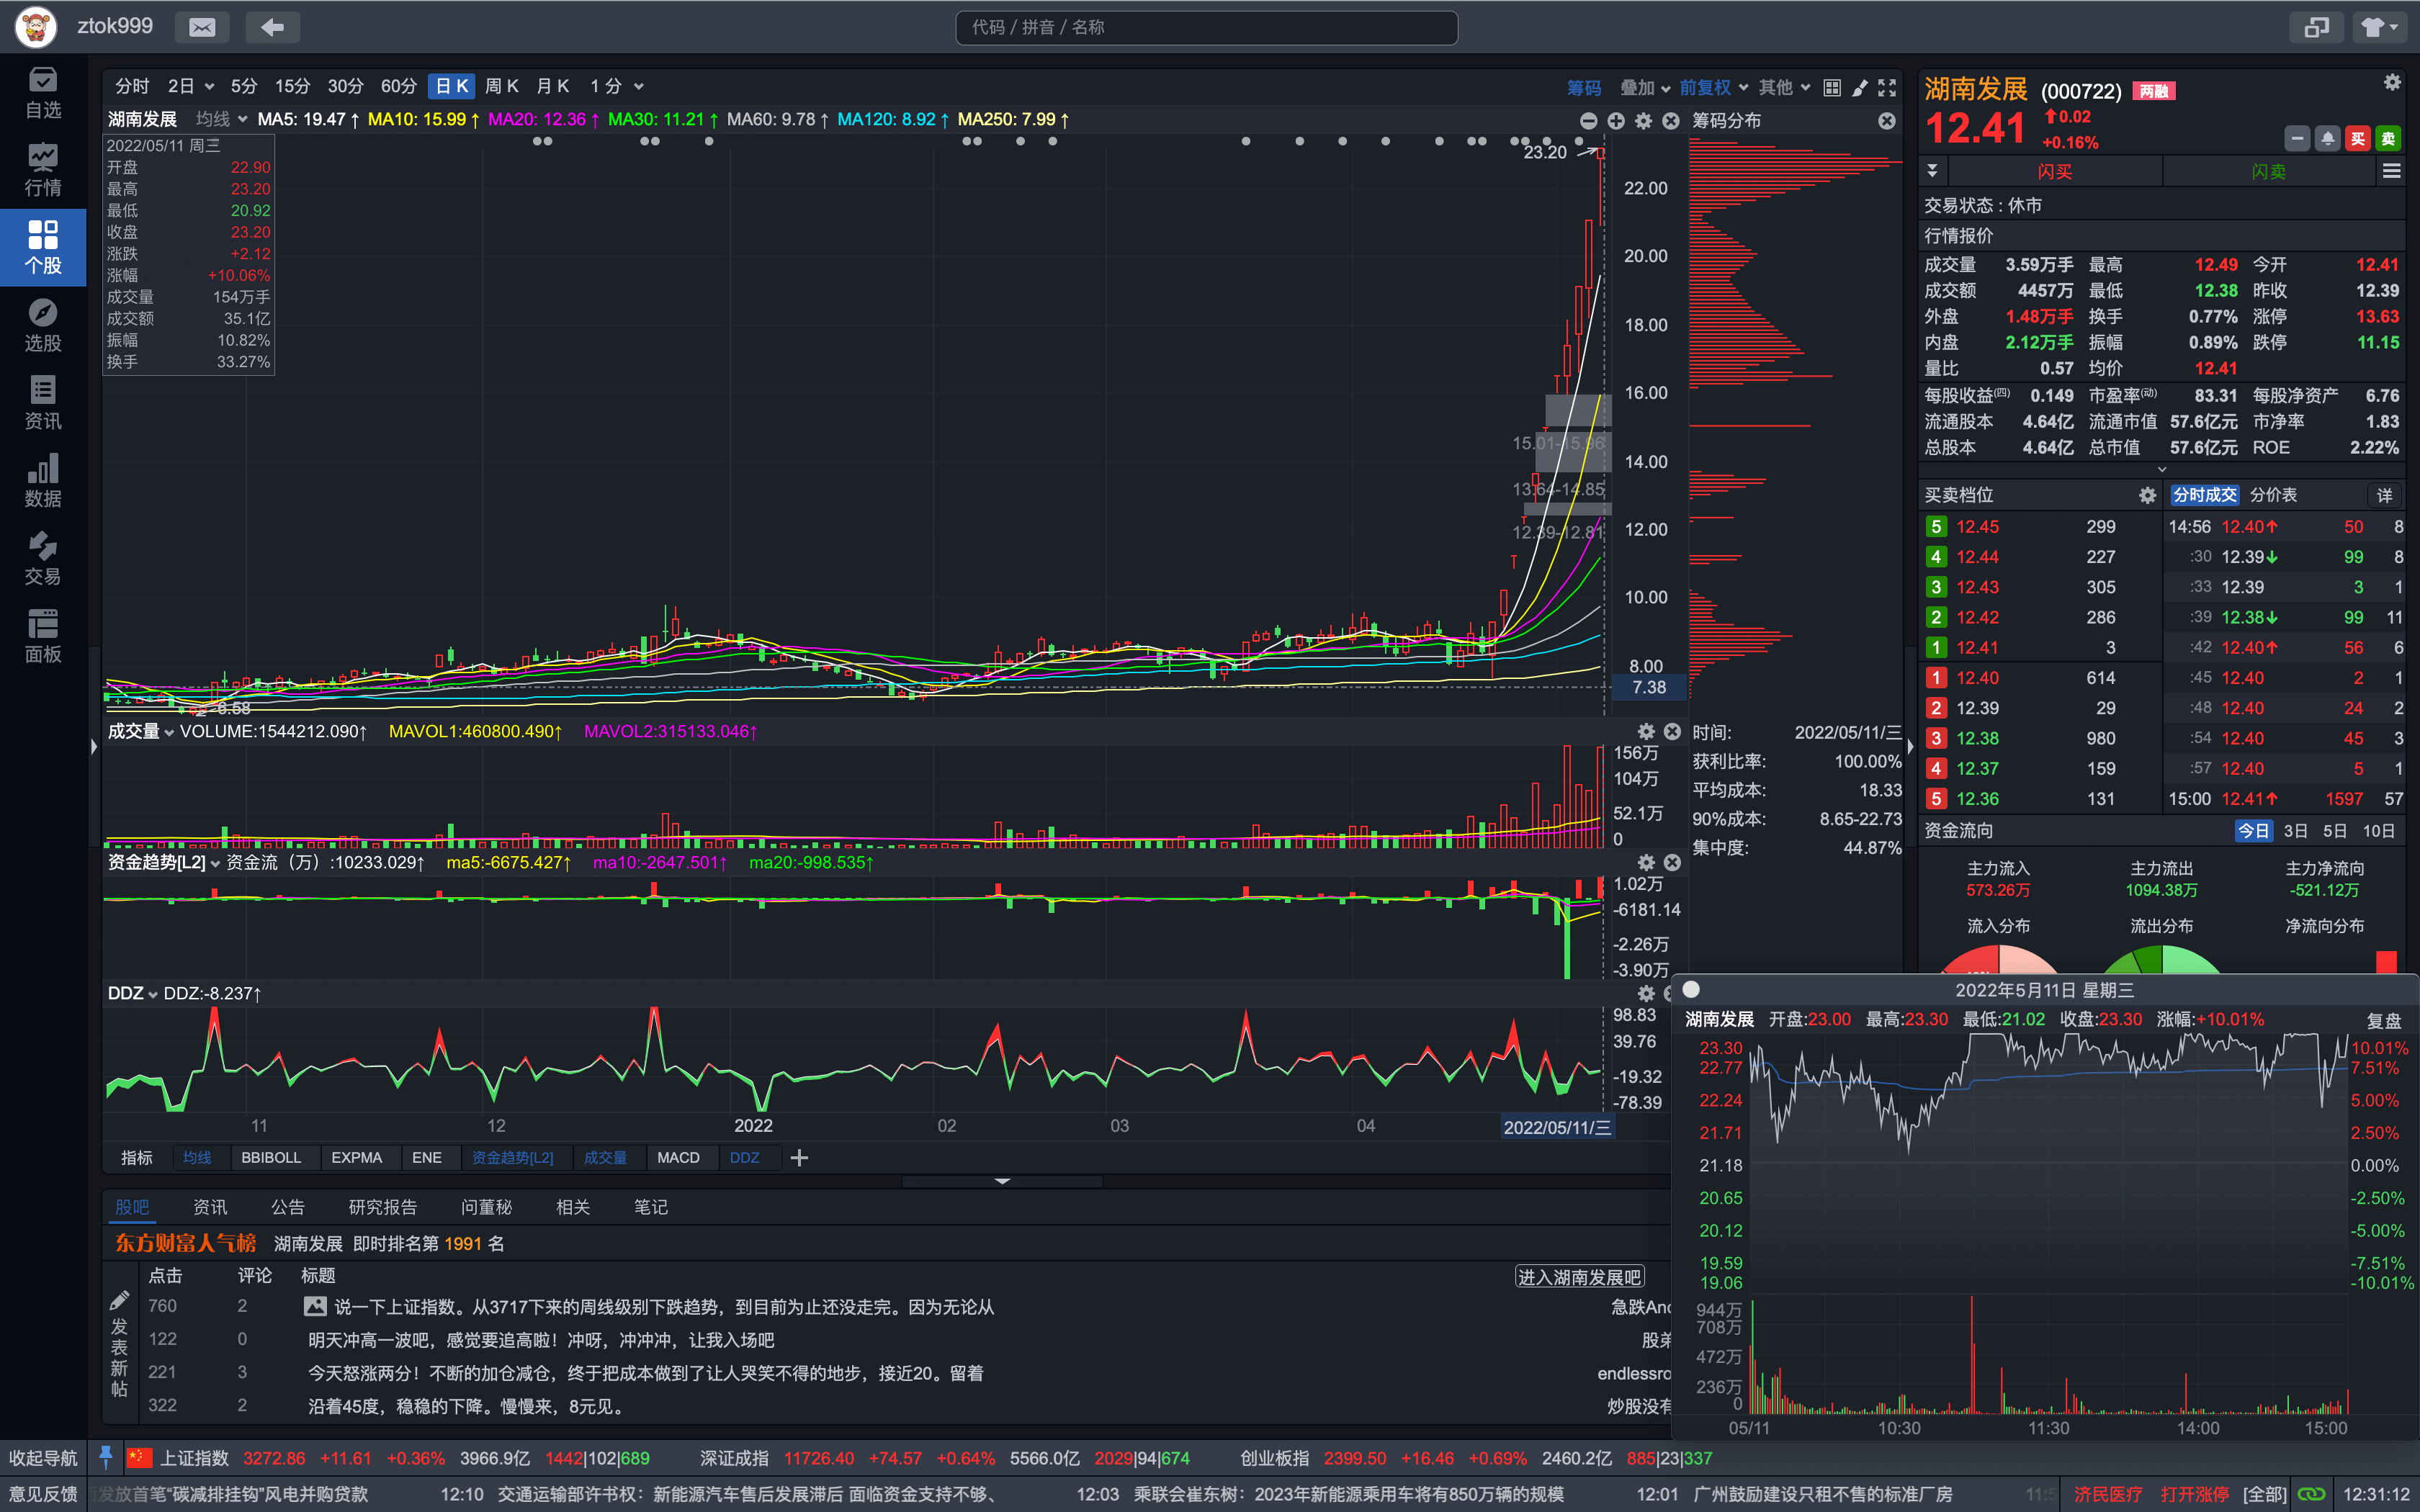 ztok999
代码 / 拼音 / 名称
自选
行情
个股
选股
资讯
数据
交易
面板
分时 2日 5分 15分 30分 60分 日K 周K 月K 1分 筹码 叠加 前复权 其他
湖南发展 均线 MA5: 19.47↑ MA10: 15.99↑ MA20: 12.36↑ MA30: 11.21↑ MA60: 9.78↑ MA120: 8.92↑ MA250: 7.99↑
2022/05/11 周三
开盘 22.90
最高 23.20
最低 20.92
收盘 23.20
涨跌 +2.12
涨幅 +10.06%
成交量 154万手
成交额 35.1亿
振幅 10.82%
换手 33.27%
23.20
15.01-15.96
13.64-14.85
12.39-12.81
6.58
22.00
20.00
18.00
16.00
14.00
12.00
10.00
8.00
7.38
筹码分布
时间: 2022/05/11/三
获利比率: 100.00%
平均成本: 18.33
90%成本: 8.65-22.73
集中度: 44.87%
成交量 VOLUME:1544212.090↑ MAVOL1:460800.490↑ MAVOL2:315133.046↑
156万
104万
52.1万
0
资金趋势[L2] 资金流（万）:10233.029↑ ma5:-6675.427↑ ma10:-2647.501↑ ma20:-998.535↑
1.02万
-6181.14
-2.26万
-3.90万
DDZ DDZ:-8.237↑
98.83
39.76
-19.32
-78.39
11 12 2022 02 03 04 2022/05/11/三
指标 均线 BBIBOLL EXPMA ENE 资金趋势[L2] 成交量 MACD DDZ
股吧 资讯 公告 研究报告 问董秘 相关 笔记
东方财富人气榜 湖南发展 即时排名第 1991 名
点击 评论 标题 进入湖南发展吧
发表新帖
760 2 说一下上证指数。从3717下来的周线级别下跌趋势，到目前为止还没走完。因为无论从 急跌And
122 0 明天冲高一波吧，感觉要追高啦！冲呀，冲冲冲，让我入场吧 股弟
221 3 今天怒涨两分！不断的加仓减仓，终于把成本做到了让人哭笑不得的地步，接近20。留着 endlessro
322 2 沿着45度，稳稳的下降。慢慢来，8元见。 炒股没有
湖南发展 (000722) 两融
12.41 0.02
+0.16% 买 卖
闪买 闪卖
交易状态 : 休市
行情报价
成交量 3.59万手 最高 12.49 今开 12.41
成交额 4457万 最低 12.38 昨收 12.39
外盘 1.48万手 换手 0.77% 涨停 13.63
内盘 2.12万手 振幅 0.89% 跌停 11.15
量比 0.57 均价 12.41
每股收益(四) 0.149 市盈率(动) 83.31 每股净资产 6.76
流通股本 4.64亿 流通市值 57.6亿元 市净率 1.83
总股本 4.64亿 总市值 57.6亿元 ROE 2.22%
买卖档位 分时成交 分价表 详
5 12.45 299 14:56 12.40↑ 50 8
4 12.44 227 :30 12.39↓ 99 8
3 12.43 305 :33 12.39 3 1
2 12.42 286 :39 12.38↓ 99 11
1 12.41 3 :42 12.40↑ 56 6
1 12.40 614 :45 12.40 2 1
2 12.39 29 :48 12.40 24 2
3 12.38 980 :54 12.40 45 3
4 12.37 159 :57 12.40 5 1
5 12.36 131 15:00 12.41↑ 1597 57
资金流向 今日 3日 5日 10日
主力流入 主力流出 主力净流向
573.26万 1094.38万 -521.12万
流入分布 流出分布 净流向分布
2022年5月11日 星期三
湖南发展 开盘:23.00 最高:23.30 最低:21.02 收盘:23.30 涨幅:+10.01% 复盘
23.30 10.01%
22.77 7.51%
22.24 5.00%
21.71 2.50%
21.18 0.00%
20.65 -2.50%
20.12 -5.00%
19.59 -7.51%
19.06 -10.01%
944万
708万
472万
236万
0
05/11 10:30 11:30 14:00 15:00
收起导航 上证指数 3272.86 +11.61 +0.36% 3966.9亿 1442|102|689 深证成指 11726.40 +74.57 +0.64% 5566.0亿 2029|94|674 创业板指 2399.50 +16.46 +0.69% 2460.2亿 885|23|337
意见反馈 发放首笔“碳减排挂钩”风电并购贷款 12:10 交通运输部许书权：新能源汽车售后发展滞后 面临资金支持不够、 12:03 乘联会崔东树：2023年新能源乘用车将有850万辆的规模 12:01 广州鼓励建设只租不售的标准厂房 济民医疗 打开涨停 [全部] 12:31:12